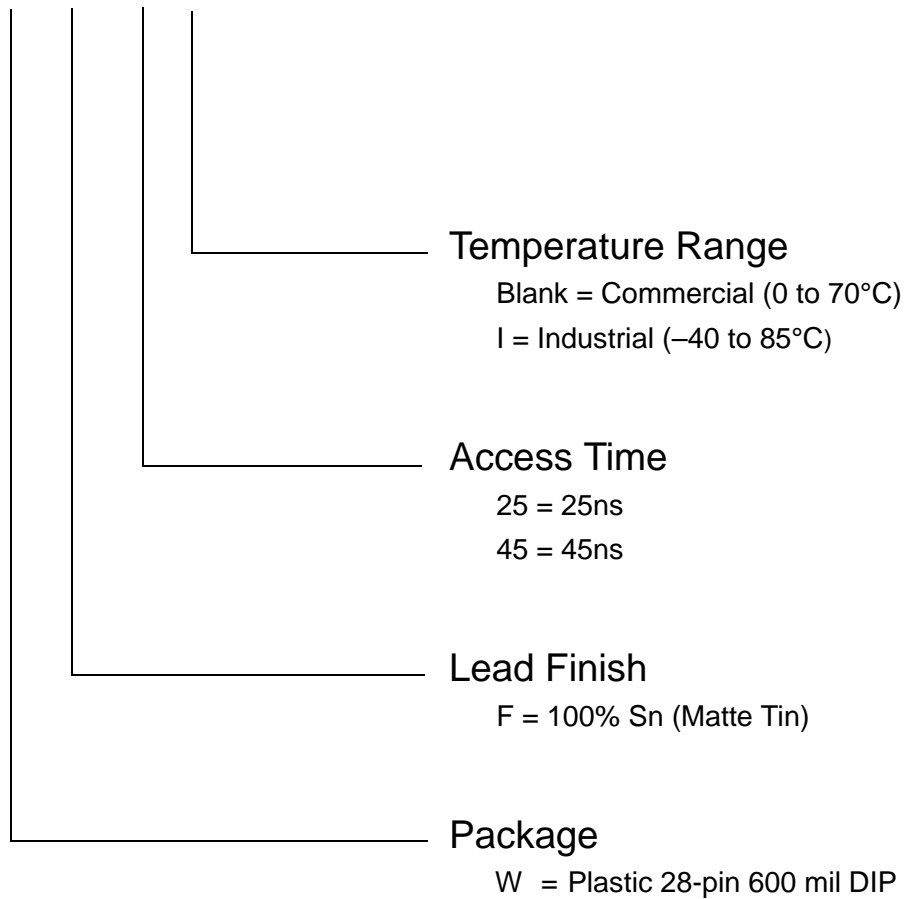 Temperature Range
Blank = Commercial (0 to 70°C)
I = Industrial (–40 to 85°C)
Access Time
25 = 25ns
45 = 45ns
Lead Finish
F = 100% Sn (Matte Tin)
Package
W = Plastic 28-pin 600 mil DIP